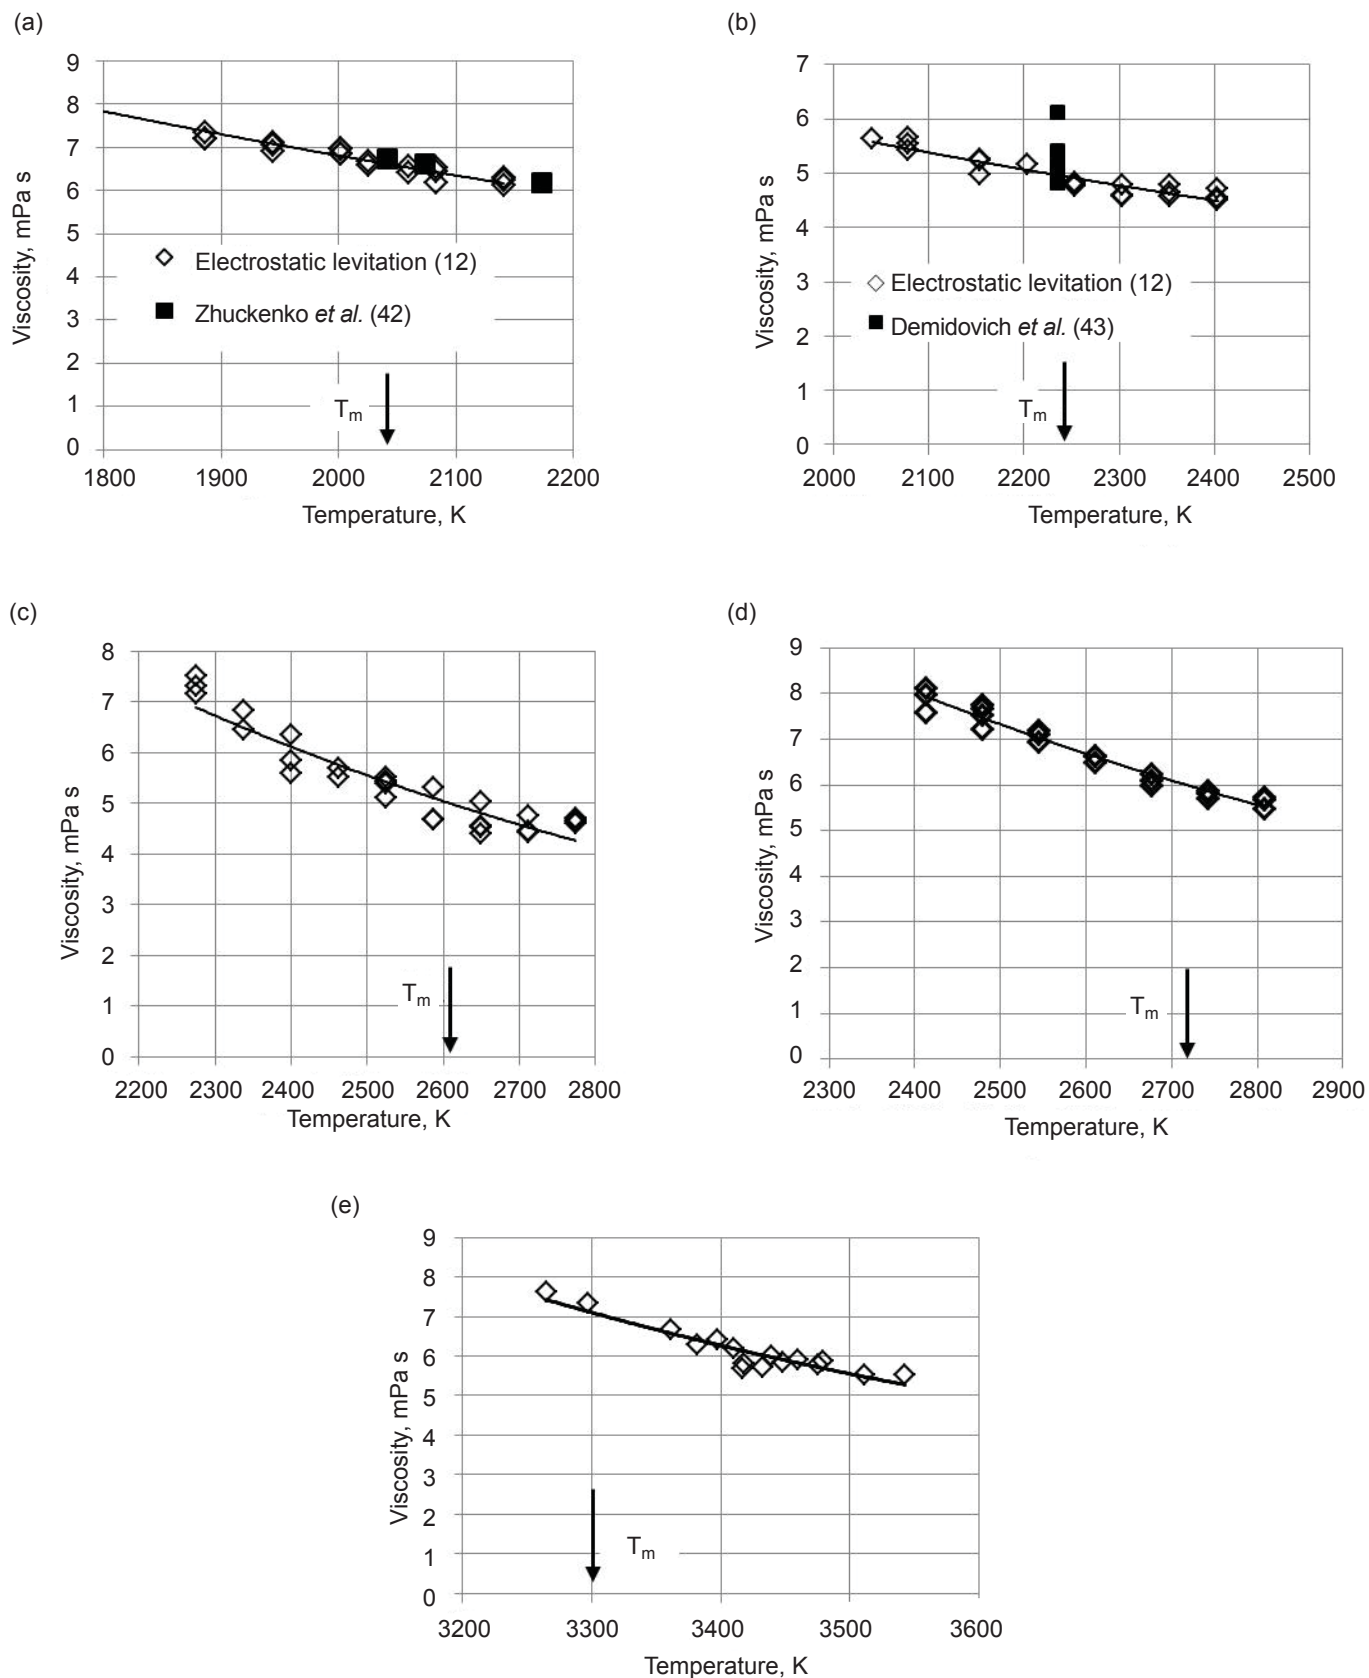 (a)
9
8
7
6
5
4
3
2
1
0
Viscosity, mPa s
Electrostatic levitation (12)
Zhuckenko et al. (42)
Tm
1800 1900 2000 2100 2200
Temperature, K
(b)
7
6
5
4
3
2
1
0
Viscosity, mPa s
Electrostatic levitation (12)
Demidovich et al. (43)
Tm
2000 2100 2200 2300 2400 2500
Temperature, K
(c)
8
7
6
5
4
3
2
1
0
Viscosity, mPa s
Tm
2200 2300 2400 2500 2600 2700 2800
Temperature, K
(d)
9
8
7
6
5
4
3
2
1
0
Viscosity, mPa s
Tm
2300 2400 2500 2600 2700 2800 2900
Temperature, K
(e)
9
8
7
6
5
4
3
2
1
0
Viscosity, mPa s
Tm
3200 3300 3400 3500 3600
Temperature, K